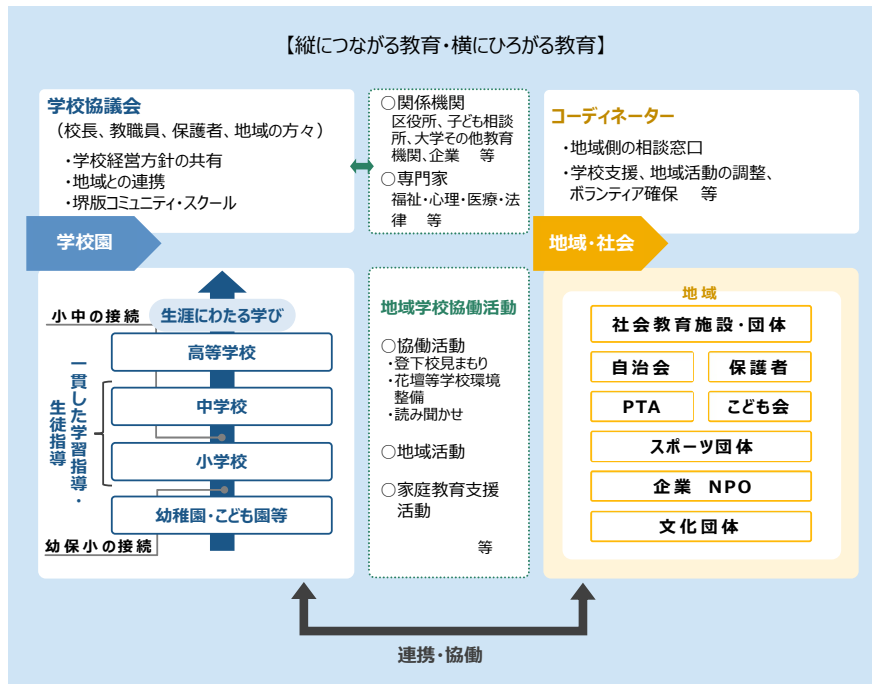 【縦につながる教育・横にひろがる教育】
学校協議会
（校長、教職員、保護者、地域の方々）
・学校経営方針の共有
・地域との連携
・堺版コミュニティ・スクール
○関係機関
区役所、子ども相談
所、大学その他教育
機関、企業　等
○専門家
福祉・心理・医療・法
律　等
コーディネーター
・地域側の相談窓口
・学校支援、地域活動の調整、
ボランティア確保　等
学校園
地域・社会
小中の接続
生涯にわたる学び
高等学校
中学校
小学校
幼稚園・こども園等
一貫した学習指導・
生徒指導
幼保小の接続
地域学校協働活動
○協働活動
・登下校見まもり
・花壇等学校環境
整備
・読み聞かせ
○地域活動
○家庭教育支援
活動
等
地域
社会教育施設・団体
自治会
保護者
PTA
こども会
スポーツ団体
企業　NPO
文化団体
連携・協働